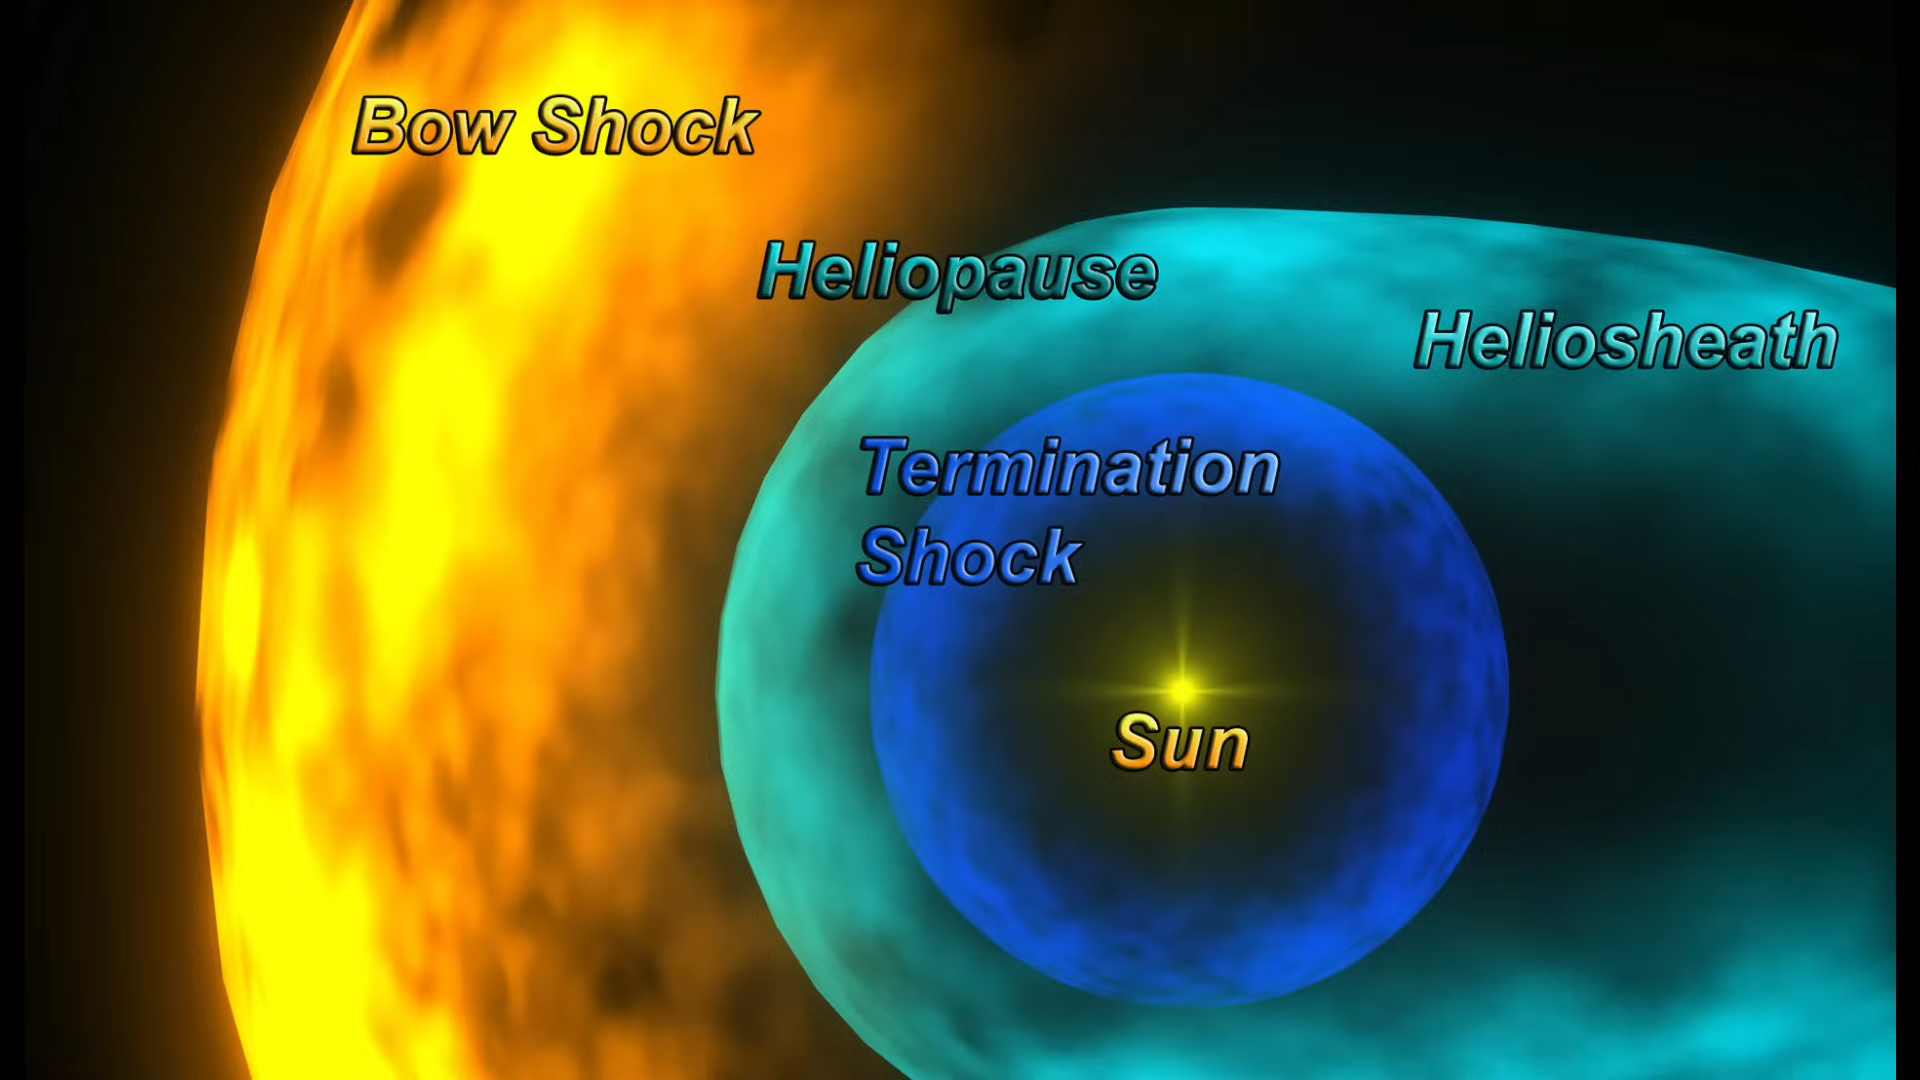 Bow Shock
Heliopause
Heliosheath
Termination
Shock
Sun